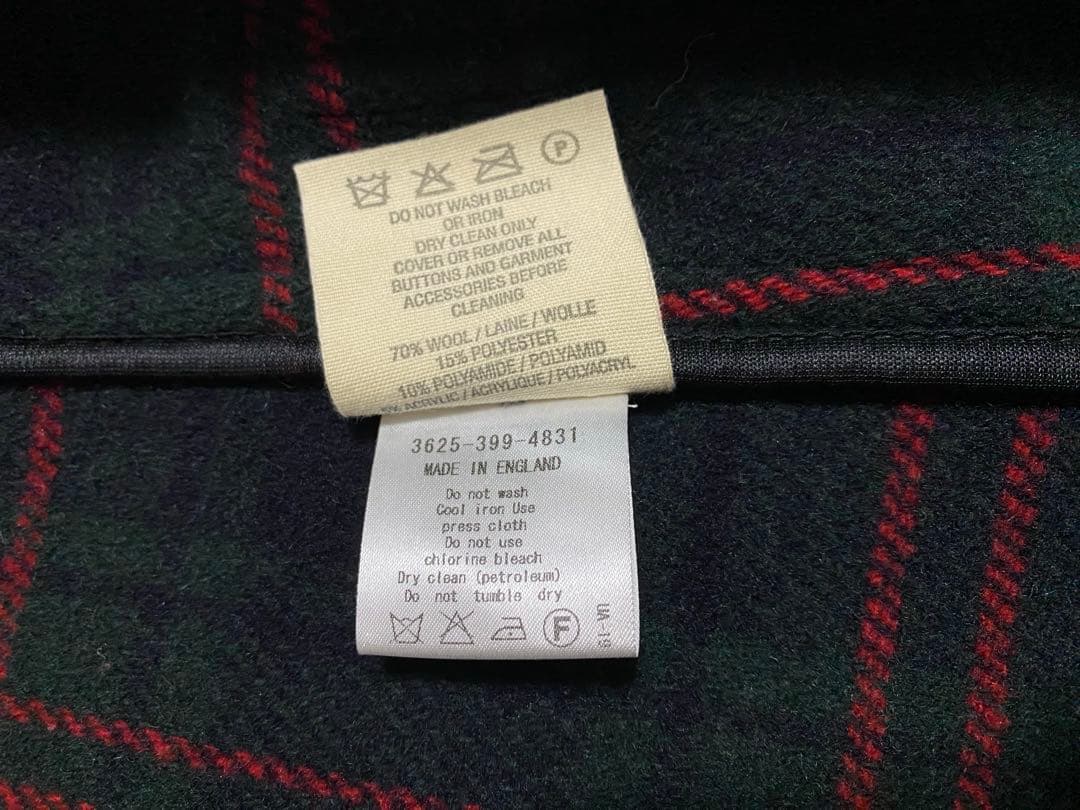 P
DO NOT WASH BLEACH
OR IRON
DRY CLEAN ONLY
COVER OR REMOVE ALL
BUTTONS AND GARMENT
ACCESSORIES BEFORE
CLEANING
70% WOOL / LAINE / WOLLE
15% POLYESTER
10% POLYAMIDE / POLYAMID
5% ACRYLIC / ACRYLIQUE / POLYACRYL
3625-399-4831
MADE IN ENGLAND
Do not wash
Cool iron Use
press cloth
Do not use
chlorine bleach
Dry clean (petroleum)
Do not tumble dry
F